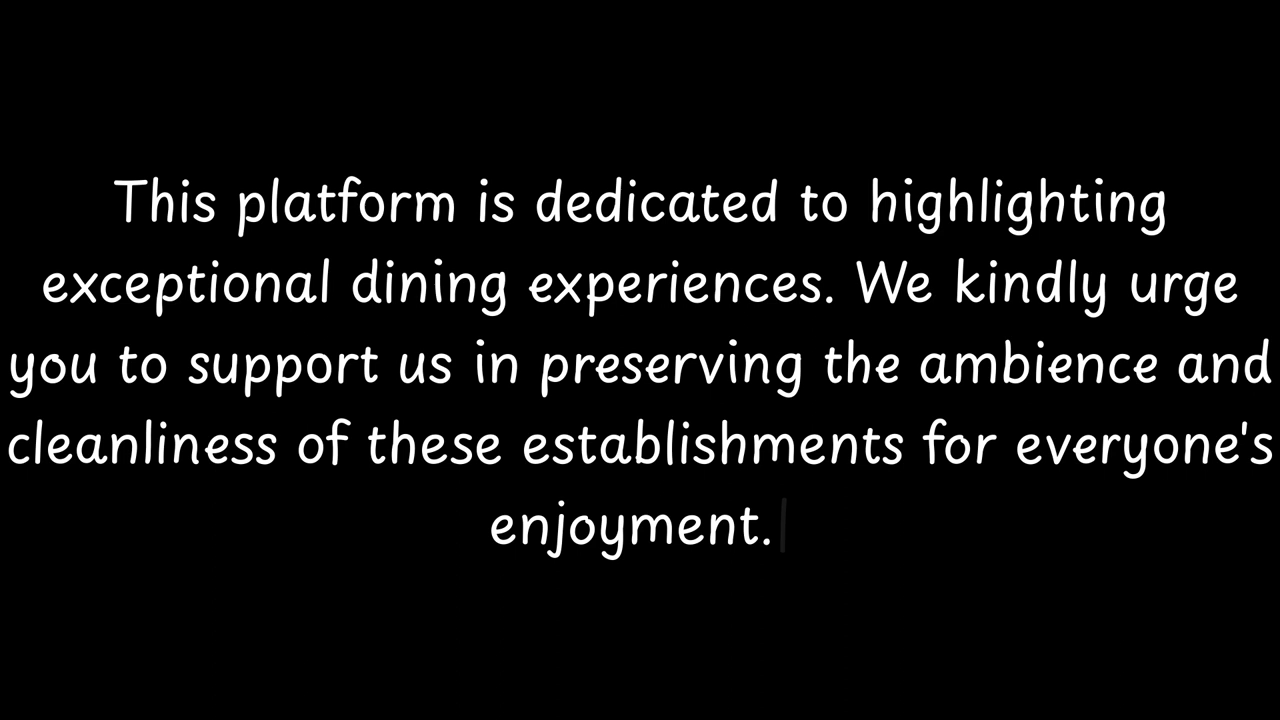 This platform is dedicated to highlighting
exceptional dining experiences. We kindly urge
you to support us in preserving the ambience and
cleanliness of these establishments for everyone's
enjoyment.